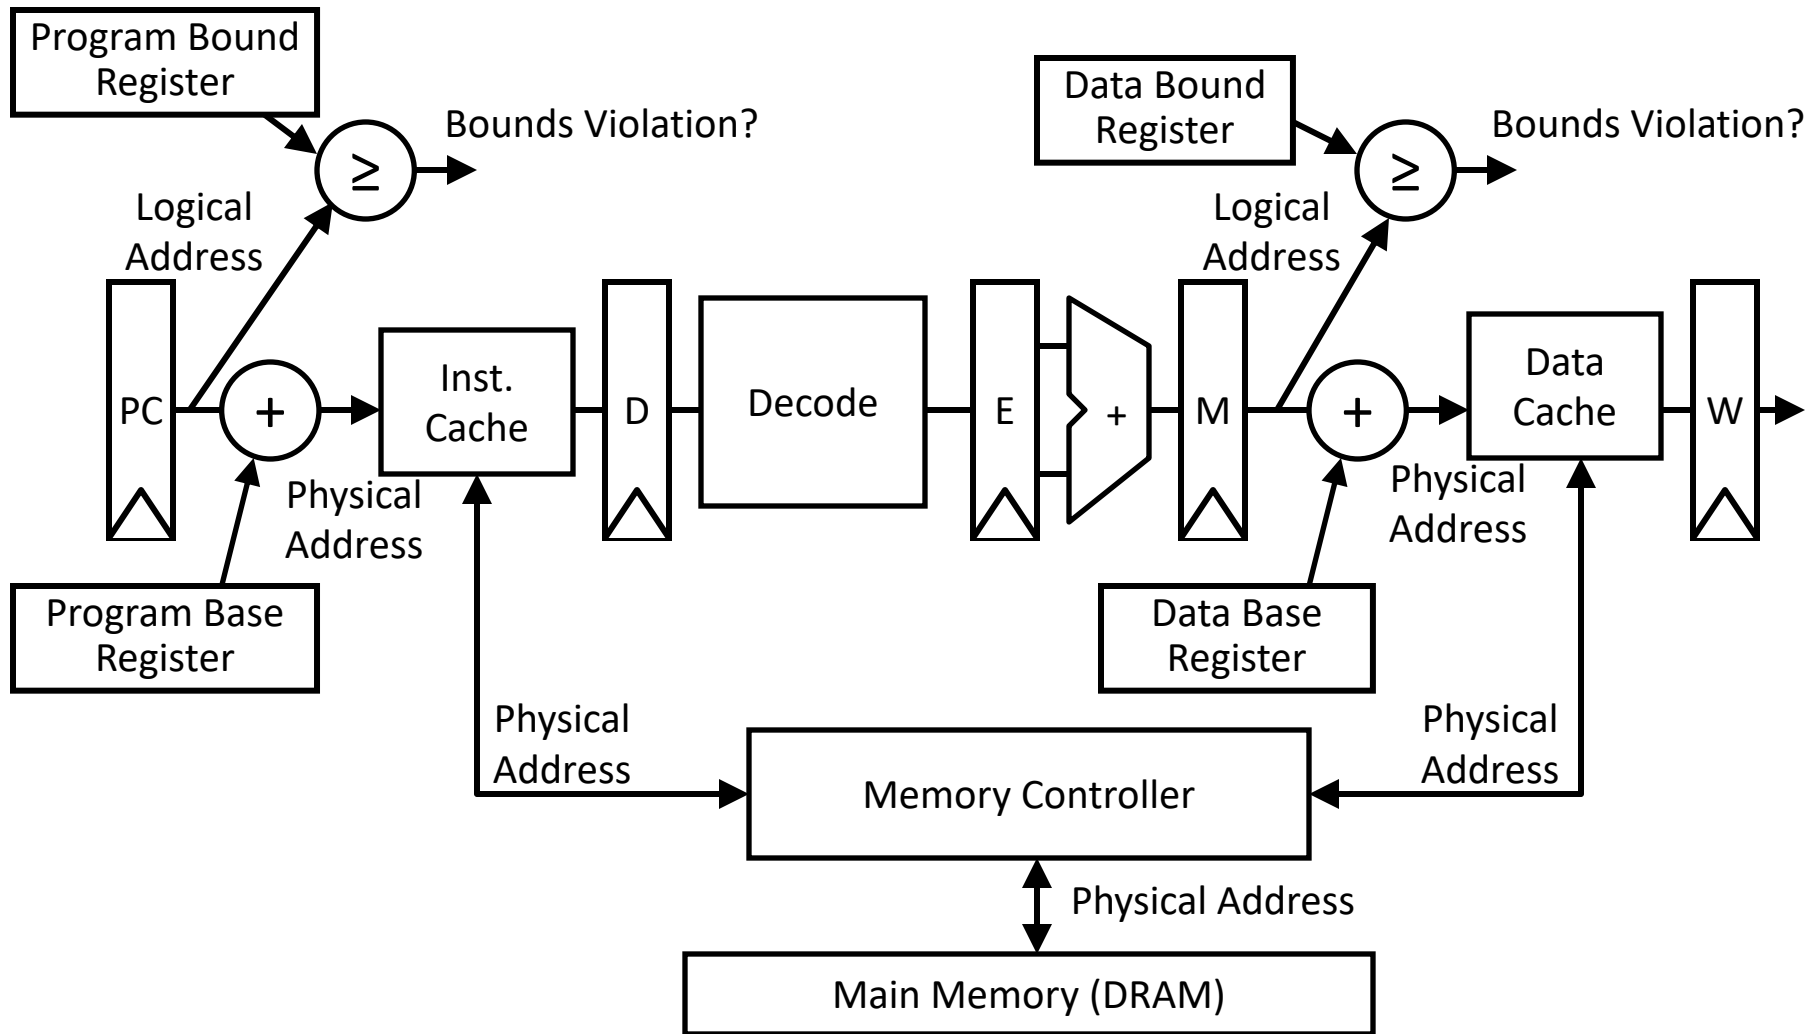 Program Bound
Register
Bounds Violation?
≥
Logical
Address
Data Bound
Register
Bounds Violation?
≥
Logical
Address
PC
+
Inst.
Cache
D
Decode
E
+
M
+
Data
Cache
W
Physical
Address
Physical
Address
Program Base
Register
Data Base
Register
Physical
Address
Memory Controller
Physical
Address
Physical Address
Main Memory (DRAM)